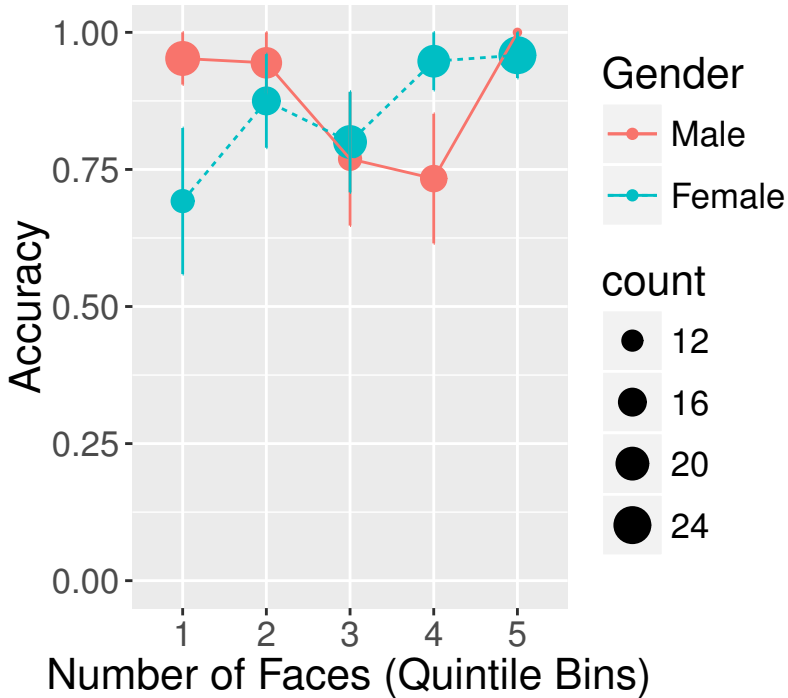 1.00
0.75
0.50
0.25
0.00
Accuracy
1 2 3 4 5
Number of Faces (Quintile Bins)
Gender
Male
Female
count
12
16
20
24